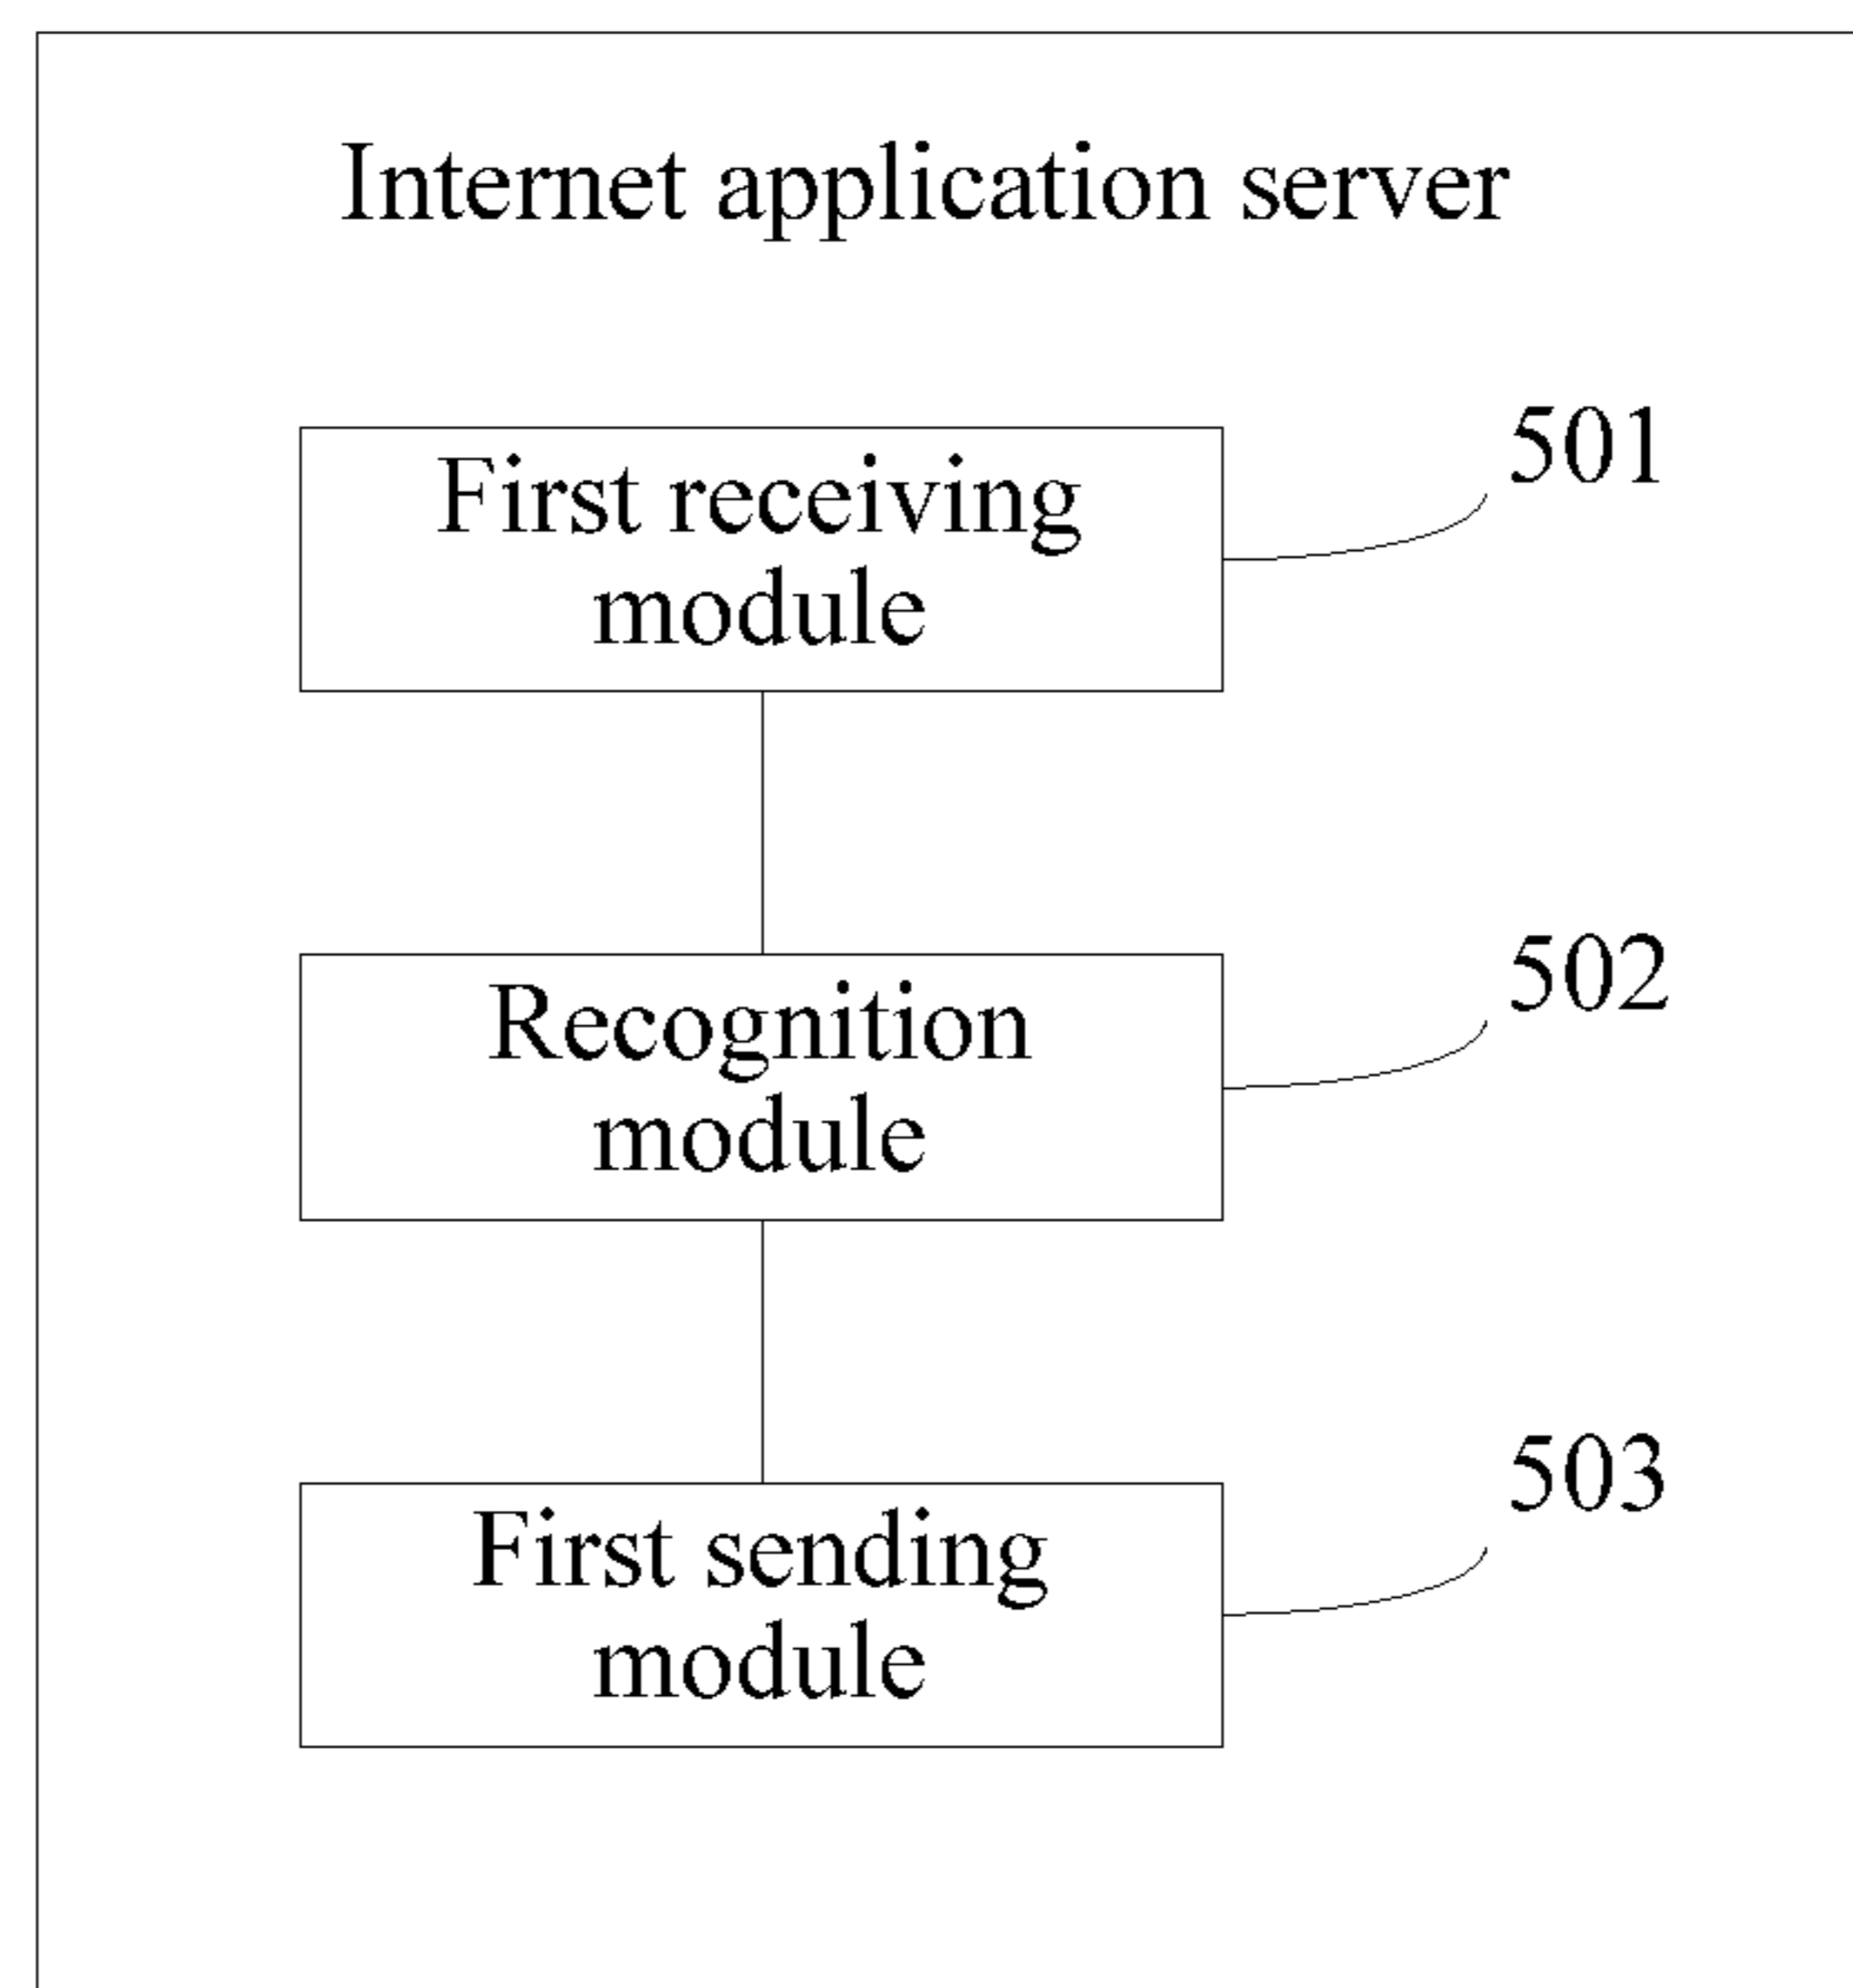 Internet application server
501
First receiving
module
502
Recognition
module
503
First sending
module